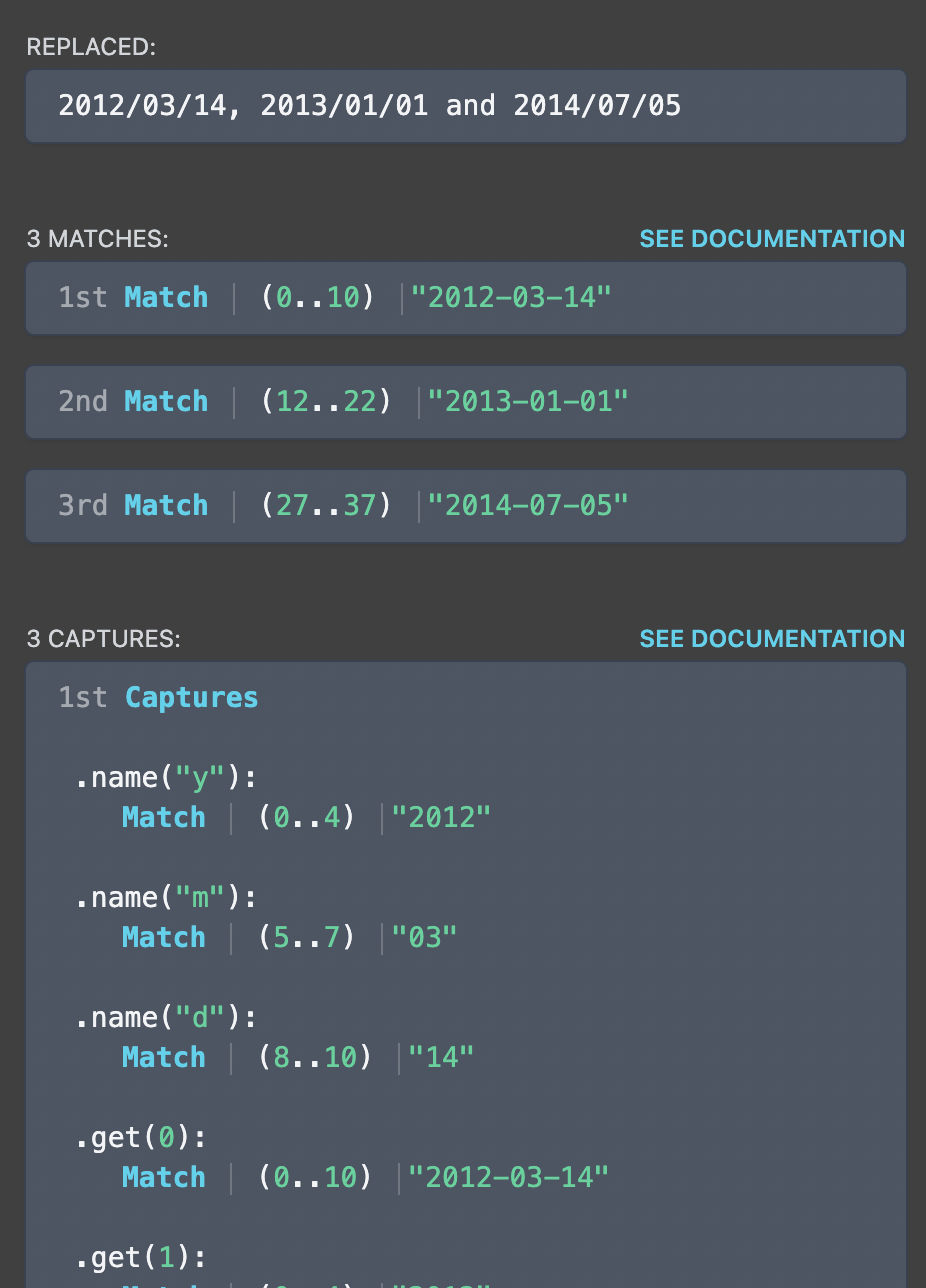 REPLACED:
2012/03/14, 2013/01/01 and 2014/07/05
3 MATCHES: SEE DOCUMENTATION
1st Match | (0..10) |"2012-03-14"
2nd Match | (12..22) |"2013-01-01"
3rd Match | (27..37) |"2014-07-05"
3 CAPTURES: SEE DOCUMENTATION
1st Captures
.name("y"):
Match | (0..4) |"2012"
.name("m"):
Match | (5..7) |"03"
.name("d"):
Match | (8..10) |"14"
.get(0):
Match | (0..10) |"2012-03-14"
.get(1):